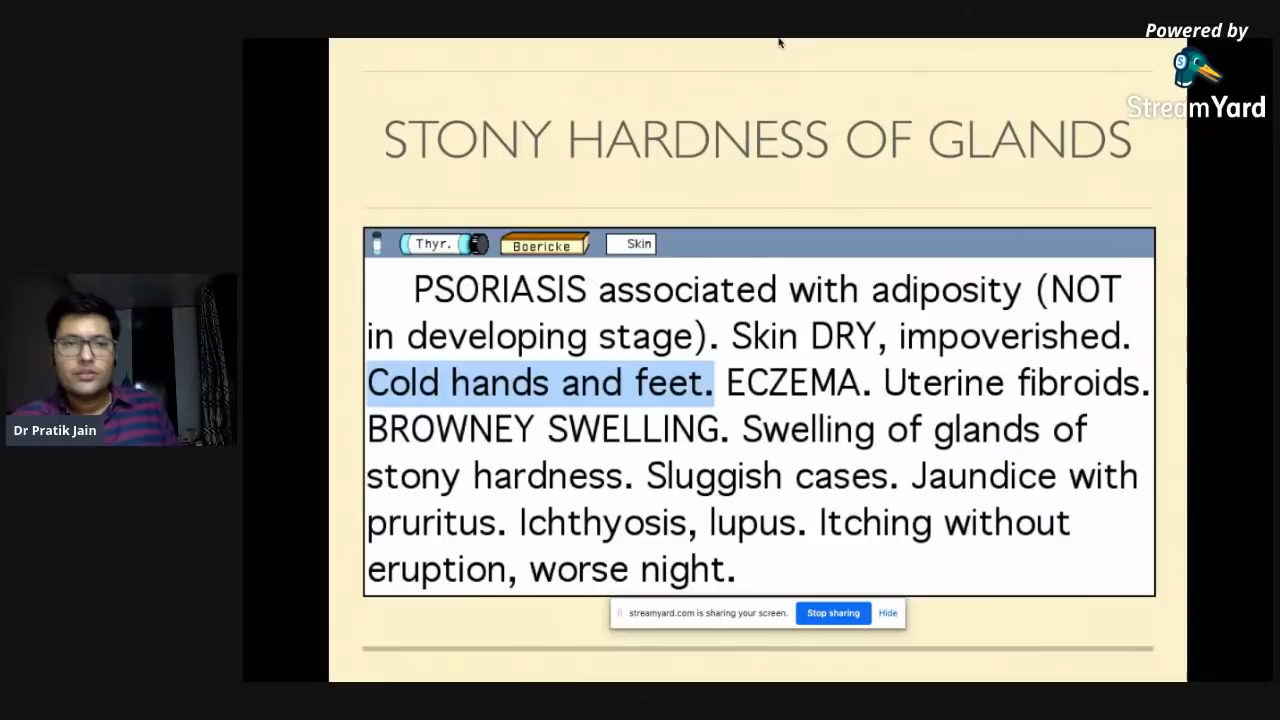 Powered by
StreamYard
STONY HARDNESS OF GLANDS
Thyr. Boericke Skin
PSORIASIS associated with adiposity (NOT
in developing stage). Skin DRY, impoverished.
Cold hands and feet. ECZEMA. Uterine fibroids.
BROWNEY SWELLING. Swelling of glands of
stony hardness. Sluggish cases. Jaundice with
pruritus. Ichthyosis, lupus. Itching without
eruption, worse night.
Dr Pratik Jain
streamyard.com is sharing your screen. Stop sharing Hide